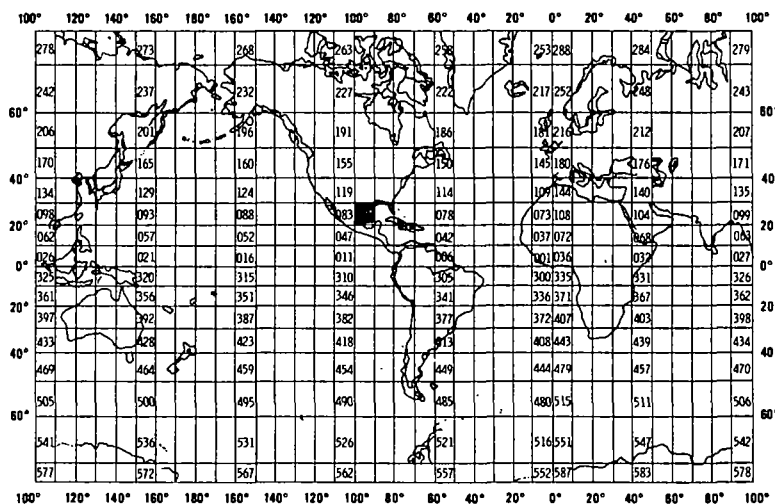 100° 120° 140° 160° 180° 160° 140° 120° 100° 80° 60° 40° 20° 0° 20° 40° 60° 80° 100°
278 273 268 263 258 253 288 284 279
242 237 232 227 222 217 252 248 243
60° 60°
206 201 196 191 186 181 216 212 207
170 165 160 155 150 145 180 176 171
40° 40°
134 129 124 119 114 109 144 140 135
098 093 088 083 078 073 108 104 099
20° 20°
062 057 052 047 042 037 072 068 063
026 021 016 011 006 001 036 032 027
0° 0°
325 320 315 310 305 300 335 331 326
361 356 351 346 341 336 371 367 362
20° 20°
397 392 387 382 377 372 407 403 398
433 428 423 418 413 408 443 439 434
40° 40°
469 464 459 454 449 444 479 457 470
505 500 495 490 485 480 515 511 506
60° 60°
541 536 531 526 521 516 551 547 542
577 572 567 562 557 552 587 583 578
100° 120° 140° 160° 180° 160° 140° 120° 100° 80° 60° 40° 20° 0° 20° 40° 60° 80° 100°